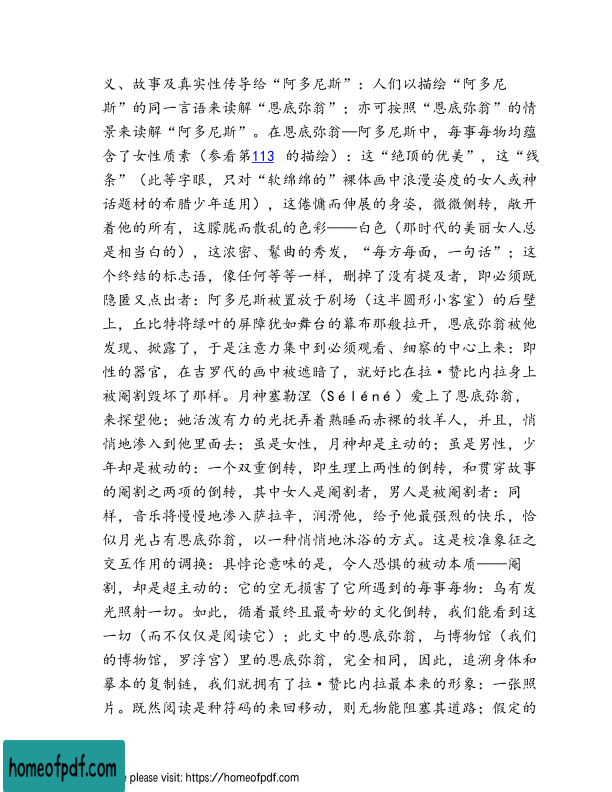 义、故事及真实性传导给“阿多尼斯”：人们以描绘“阿多尼
斯”的同一言语来读解“恩底弥翁”；亦可按照“恩底弥翁”的情
景来读解“阿多尼斯”。在恩底弥翁—阿多尼斯中，每事每物均蕴
含了女性质素（参看第113 的描绘）：这“绝顶的优美”，这“线
条”（此等字眼，只对“软绵绵的”裸体画中浪漫姿度的女人或神
话题材的希腊少年适用），这倦慵而伸展的身姿，微微侧转，敞开
着他的所有，这朦胧而散乱的色彩——白色（那时代的美丽女人总
是相当白的），这浓密、鬈曲的秀发，“每方每面，一句话”；这
个终结的标志语，像任何等等一样，删掉了没有提及者，即必须既
隐匿又点出者：阿多尼斯被置放于剧场（这半圆形小客室）的后壁
上，丘比特将绿叶的屏障犹如舞台的幕布那般拉开，恩底弥翁被他
发现、掀露了，于是注意力集中到必须观看、细察的中心上来：即
性的器官，在吉罗代的画中被遮暗了，就好比在拉·赞比内拉身上
被阉割毁坏了那样。月神塞勒涅（Séléné）爱上了恩底弥翁，
来探望他；她活泼有力的光抚弄着熟睡而赤裸的牧羊人，并且，悄
悄地渗入到他里面去；虽是女性，月神却是主动的；虽是男性，少
年却是被动的：一个双重倒转，即生理上两性的倒转，和贯穿故事
的阉割之两项的倒转，其中女人是阉割者，男人是被阉割者：同
样，音乐将慢慢地渗入萨拉辛，润滑他，给予他最强烈的快乐，恰
似月光占有恩底弥翁，以一种悄悄地沐浴的方式。这是校准象征之
交互作用的调换：具悖论意味的是，令人恐惧的被动本质——阉
割，却是超主动的：它的空无损害了它所遇到的每事每物：乌有发
光照射一切。如此，循着最终且最奇妙的文化倒转，我们能看到这
一切（而不仅仅是阅读它）；此文中的恩底弥翁，与博物馆（我们
的博物馆，罗浮宫）里的恩底弥翁，完全相同，因此，追溯身体和
摹本的复制链，我们就拥有了拉·赞比内拉最本来的形象：一张照
片。既然阅读是种符码的来回移动，则无物能阻塞其道路；假定的
homeofpdf.com
please visit: https://homeofpdf.com